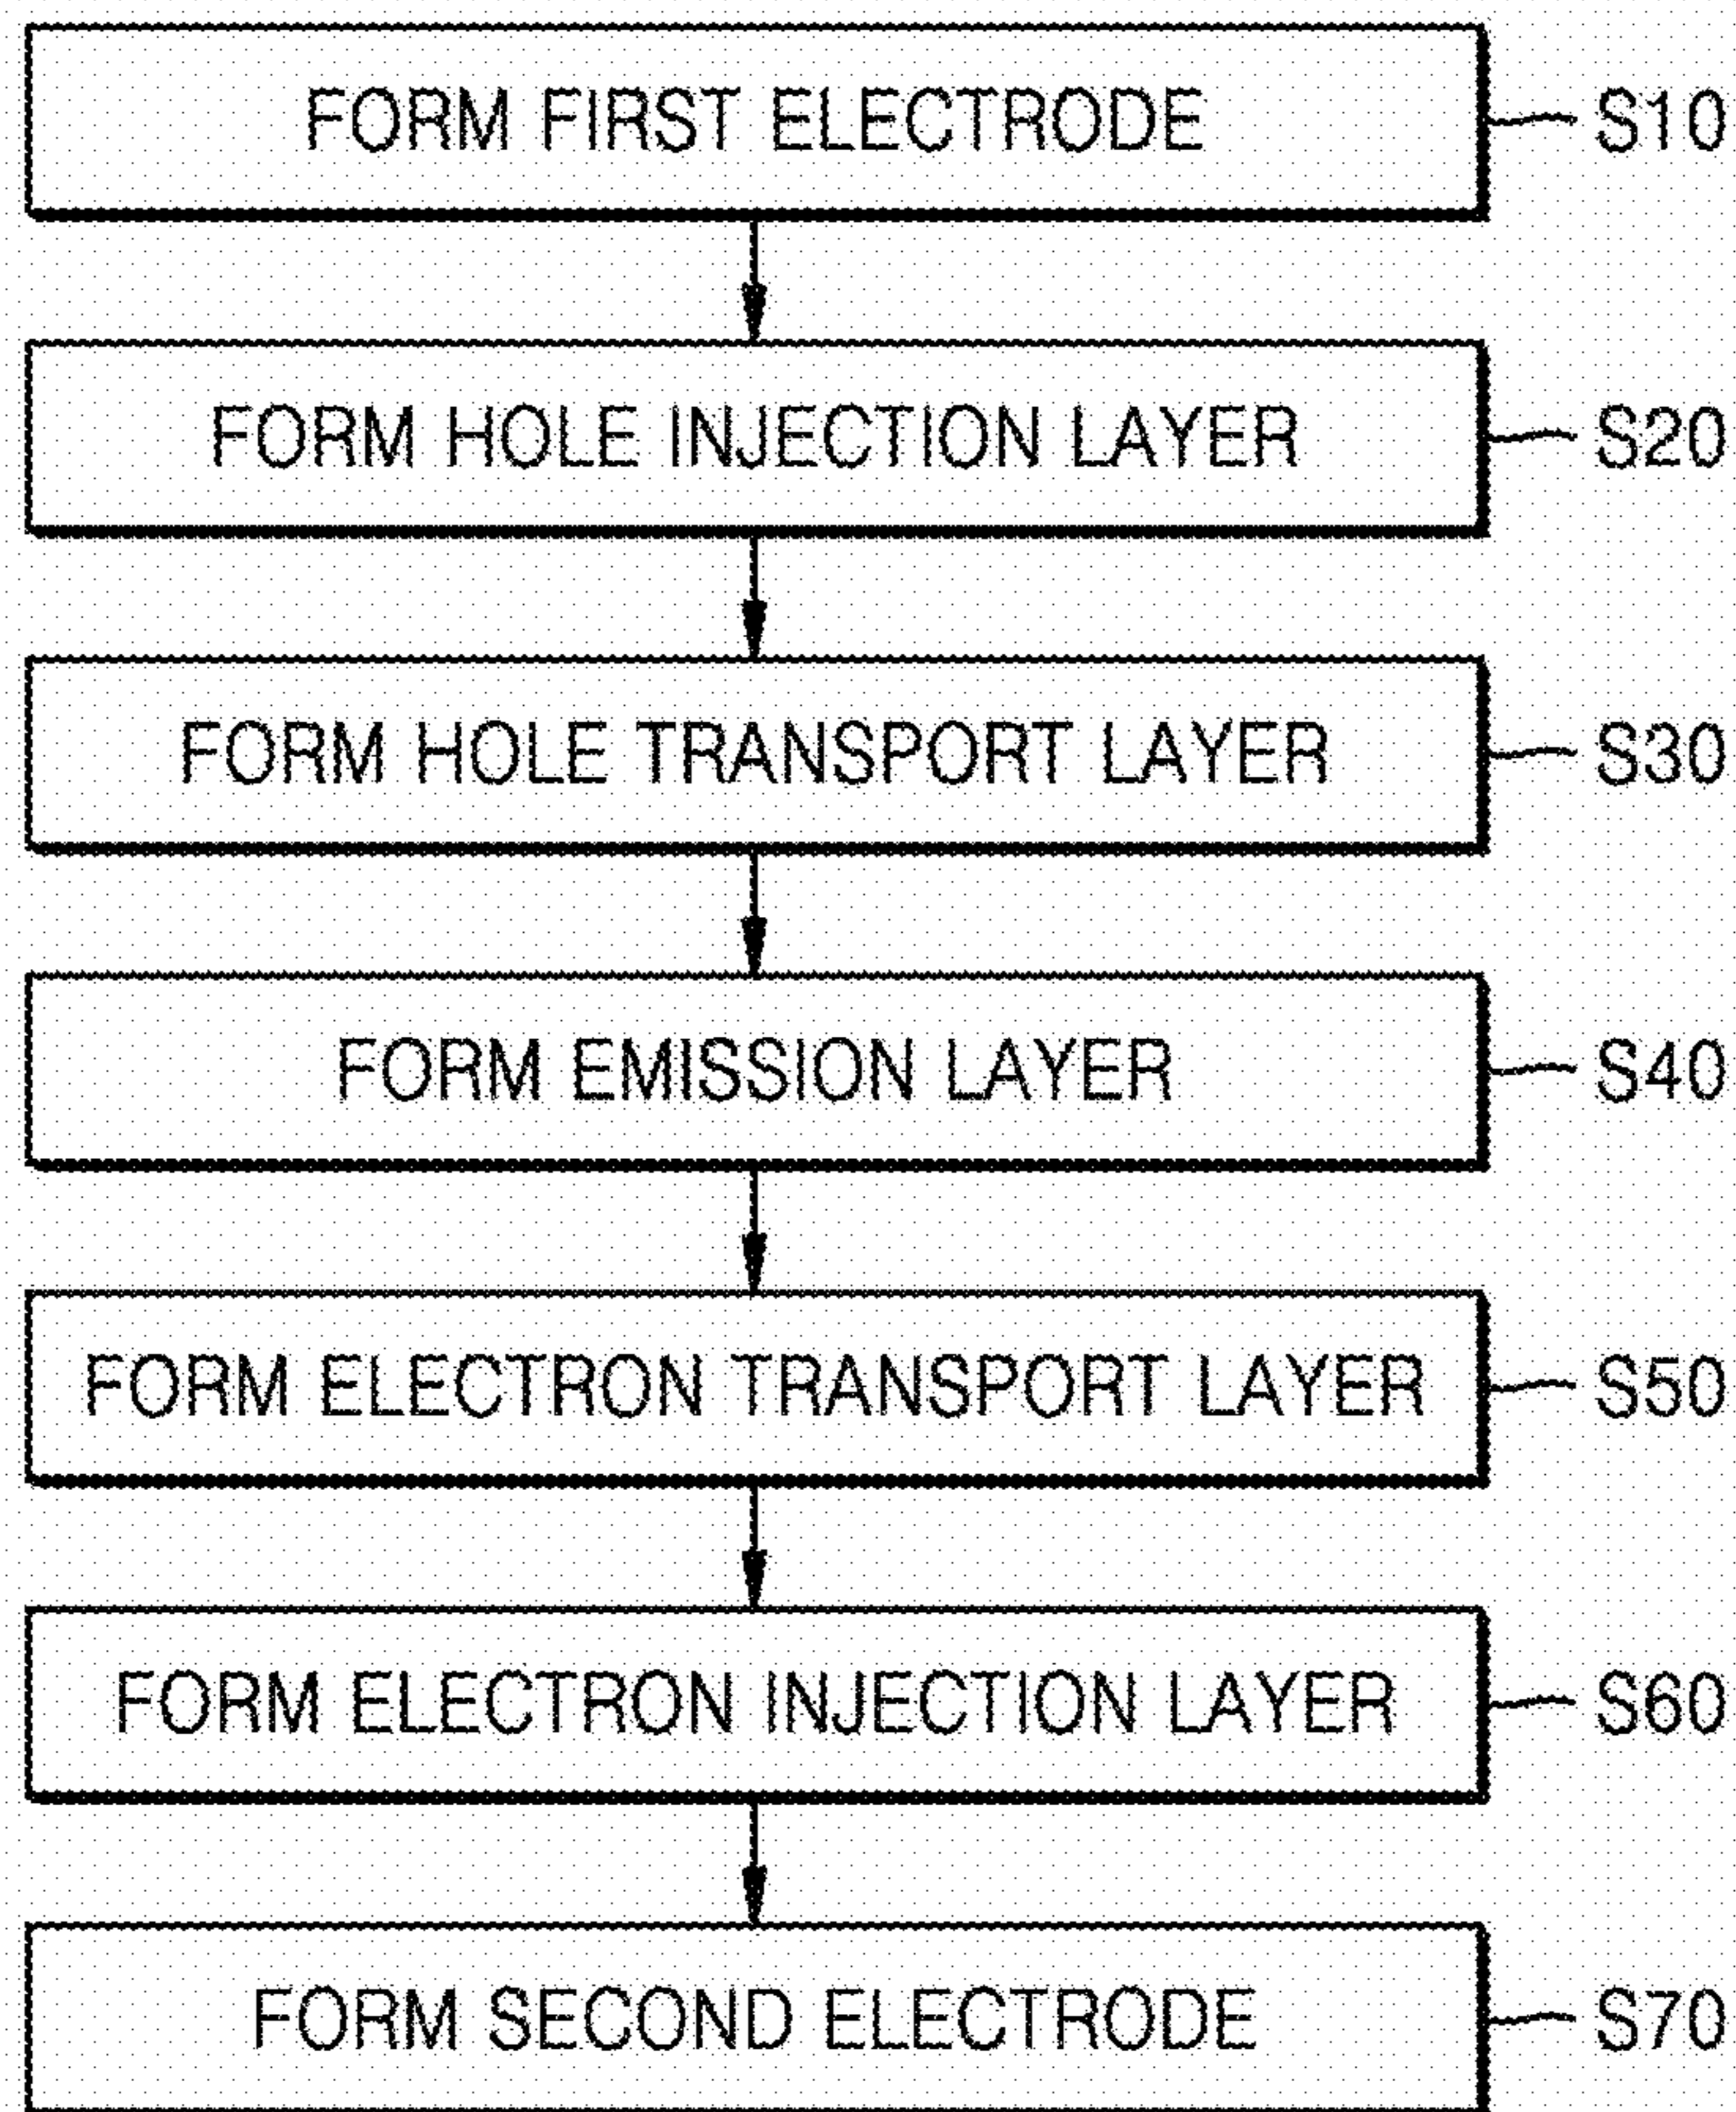 FORM FIRST ELECTRODE S10
FORM HOLE INJECTION LAYER S20
FORM HOLE TRANSPORT LAYER S30
FORM EMISSION LAYER S40
FORM ELECTRON TRANSPORT LAYER S50
FORM ELECTRON INJECTION LAYER S60
FORM SECOND ELECTRODE S70